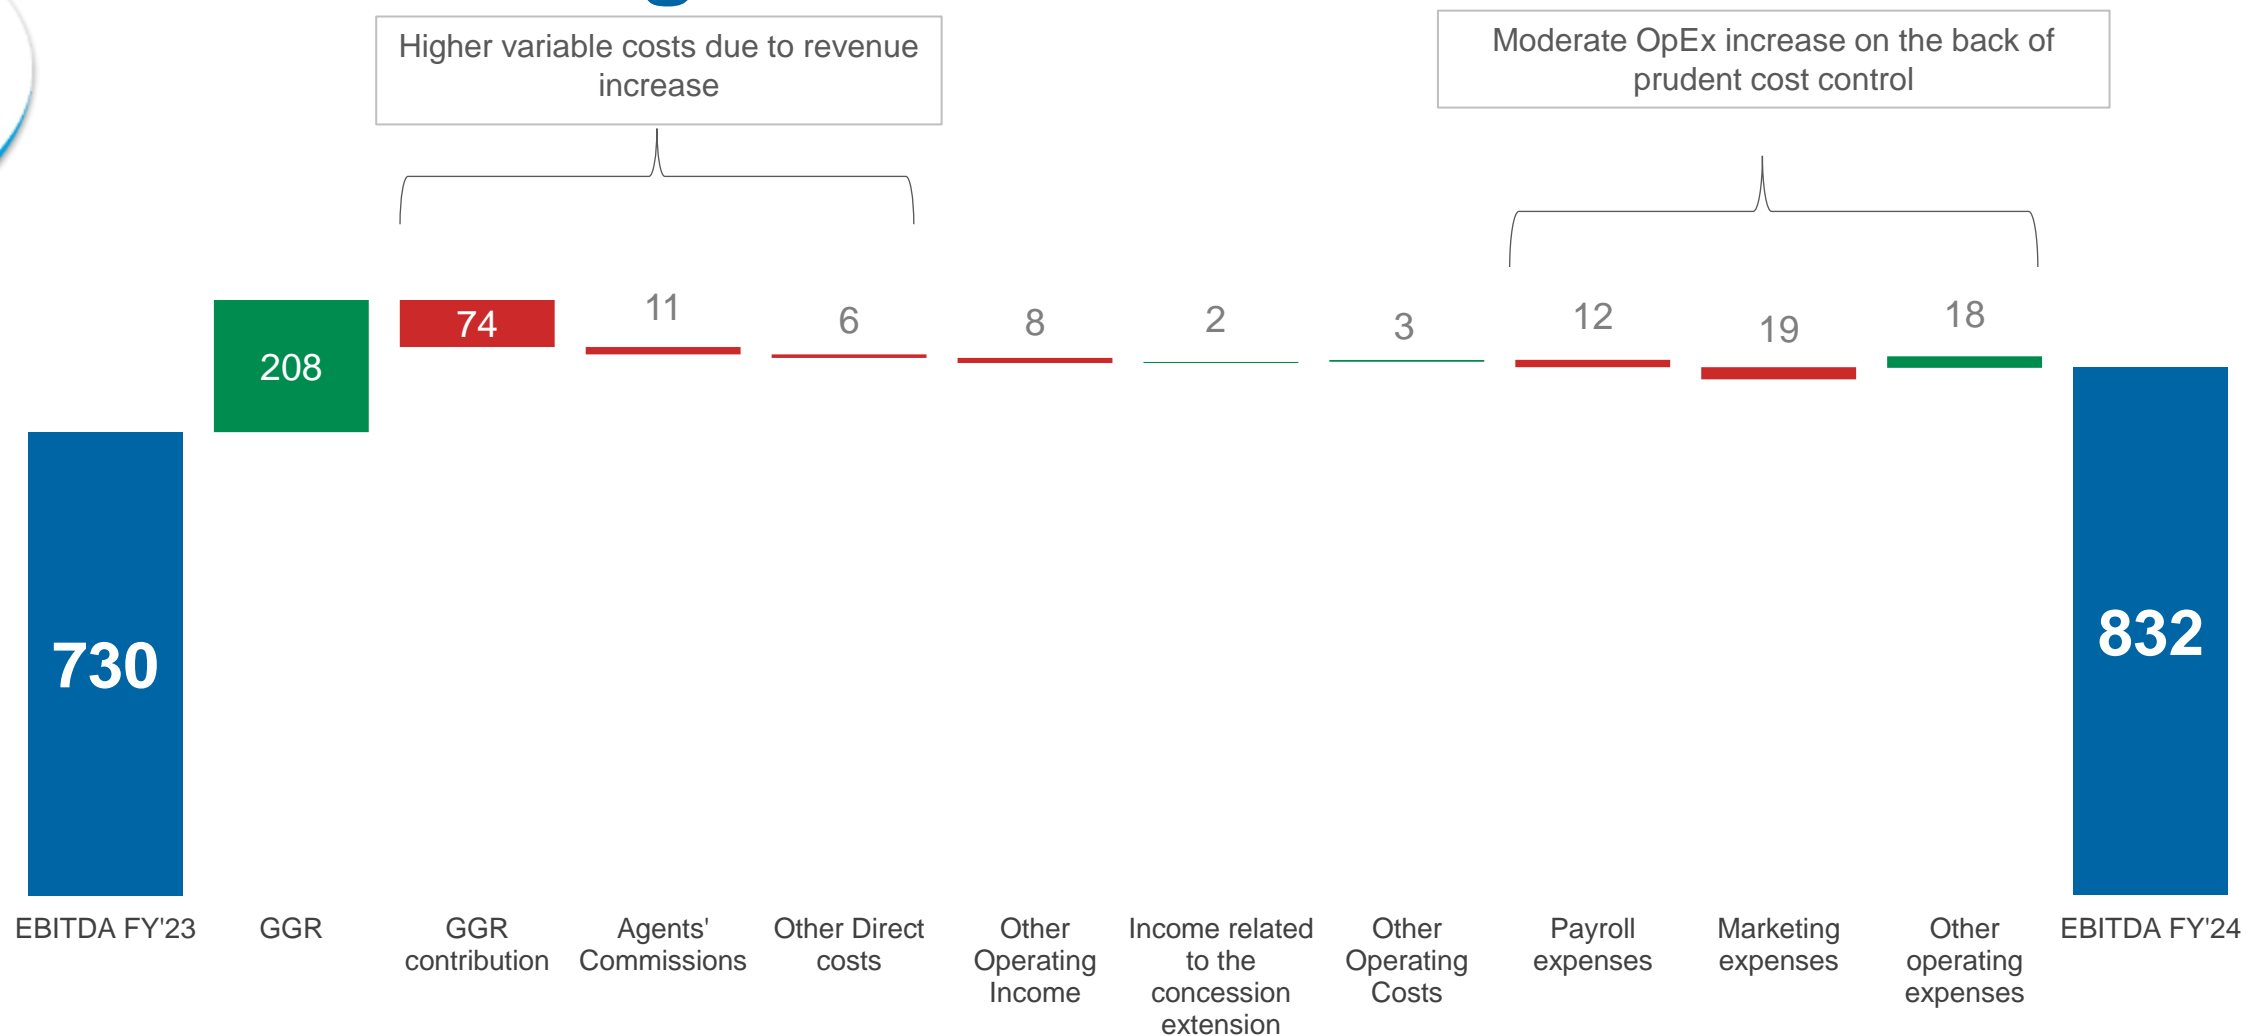 Higher variable costs due to revenue
increase
Moderate OpEx increase on the back of
prudent cost control
730
208
74
11
6
8
2
3
12
19
18
832
EBITDA FY'23
GGR
GGR
contribution
Agents'
Commissions
Other Direct
costs
Other
Operating
Income
Income related
to the
concession
extension
Other
Operating
Costs
Payroll
expenses
Marketing
expenses
Other
operating
expenses
EBITDA FY'24